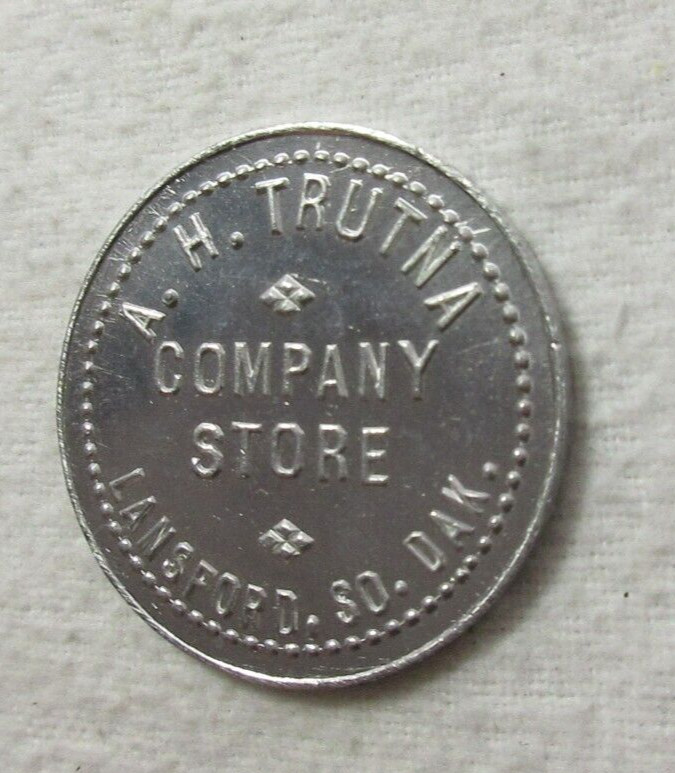 A. H. TRUTNA
COMPANY
STORE
LANSFORD, SO. DAK.